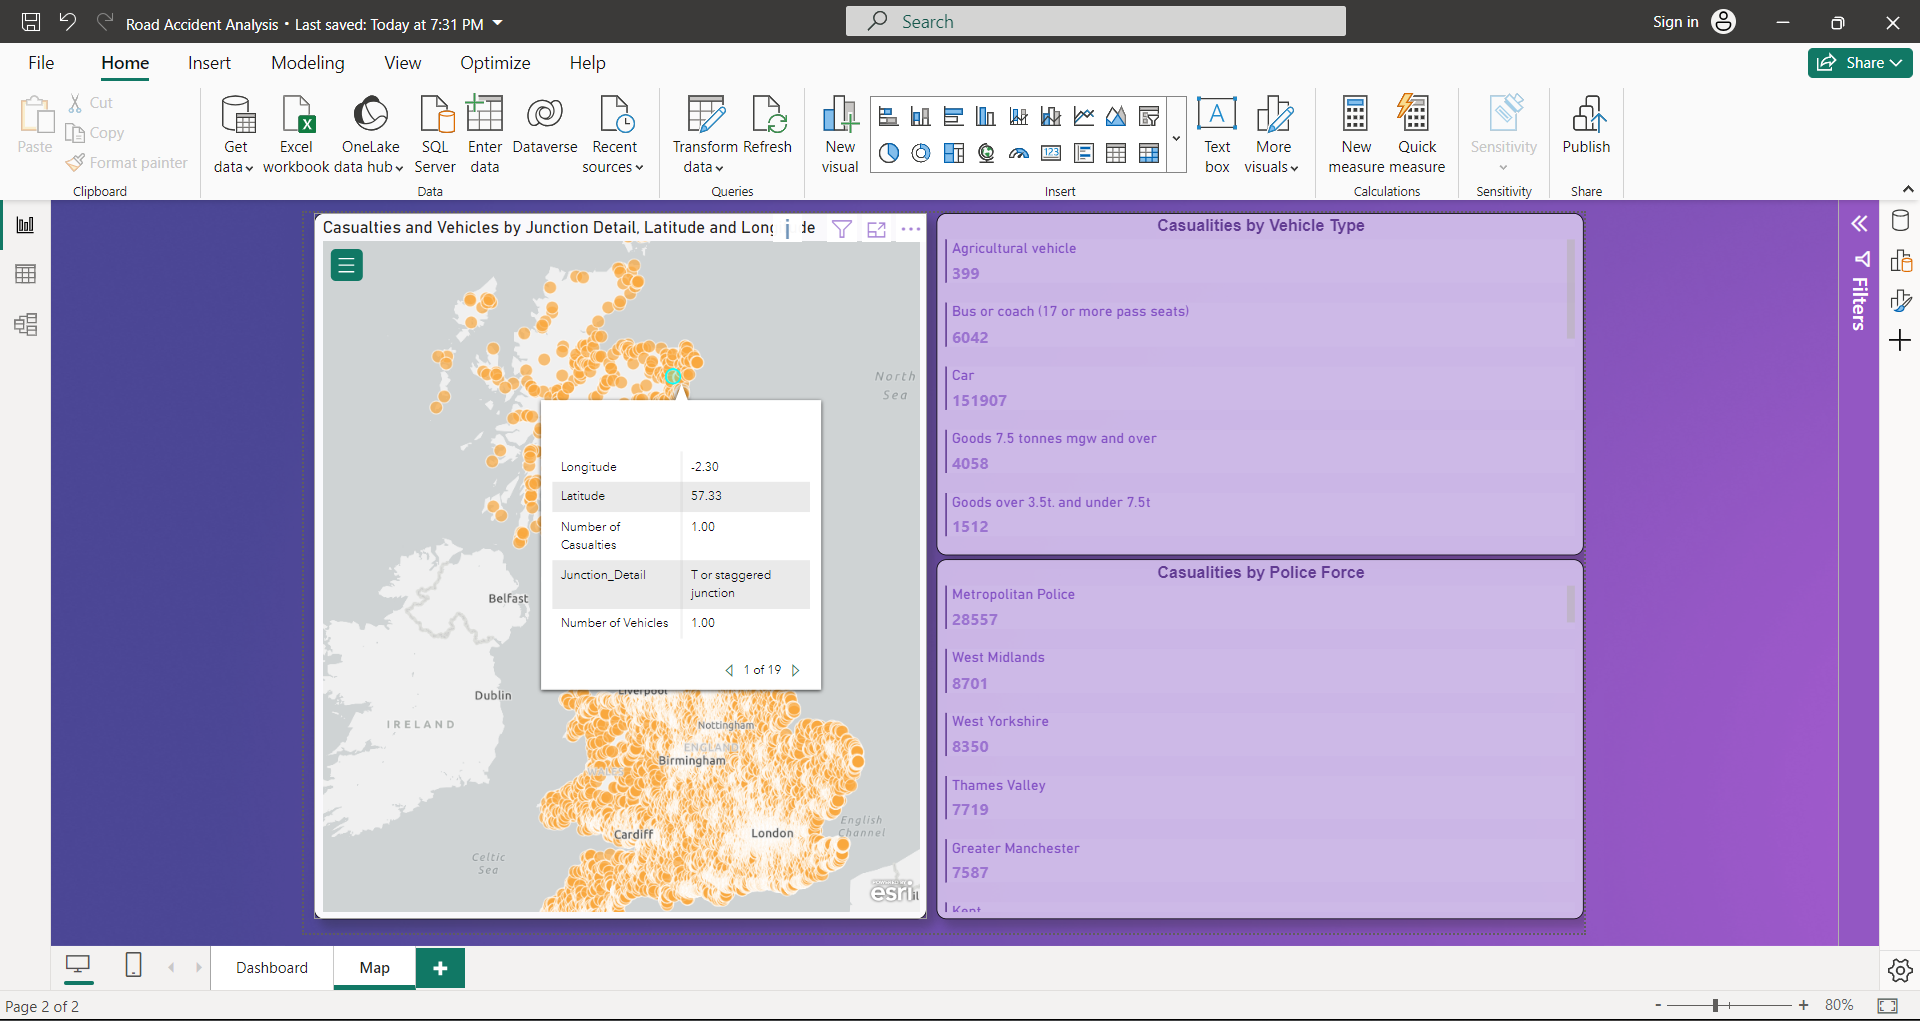 Road Accident Analysis • Last saved: Today at 7:31 PM
Search
Sign in
File Home Insert Modeling View Optimize Help
Share
Paste
Cut
Copy
Format painter
Clipboard
Get data
Excel workbook
OneLake data hub
SQL Server
Enter data
Dataverse
Recent sources
Data
Transform data
Refresh
Queries
New visual
123
Insert
A
Text box
More visuals
New measure
Quick measure
Calculations
Sensitivity
Sensitivity
Publish
Share
Casualties and Vehicles by Junction Detail, Latitude and
de
North
Sea
Longitude -2.30
Latitude 57.33
Number of Casualties 1.00
Junction_Detail T or staggered junction
Number of Vehicles 1.00
1 of 19
Belfast
Dublin
IRELAND
Liverpool
Nottingham
ENGLAND
Birmingham
WALES
Cardiff
London
English
Channel
Celtic
Sea
POWERED BY
esri
Casualities by Vehicle Type
Agricultural vehicle
399
Bus or coach (17 or more pass seats)
6042
Car
151907
Goods 7.5 tonnes mgw and over
4058
Goods over 3.5t. and under 7.5t
1512
Casualities by Police Force
Metropolitan Police
28557
West Midlands
8701
West Yorkshire
8350
Thames Valley
7719
Greater Manchester
7587
Kent
Filters
Dashboard
Map
Page 2 of 2
- + 80%